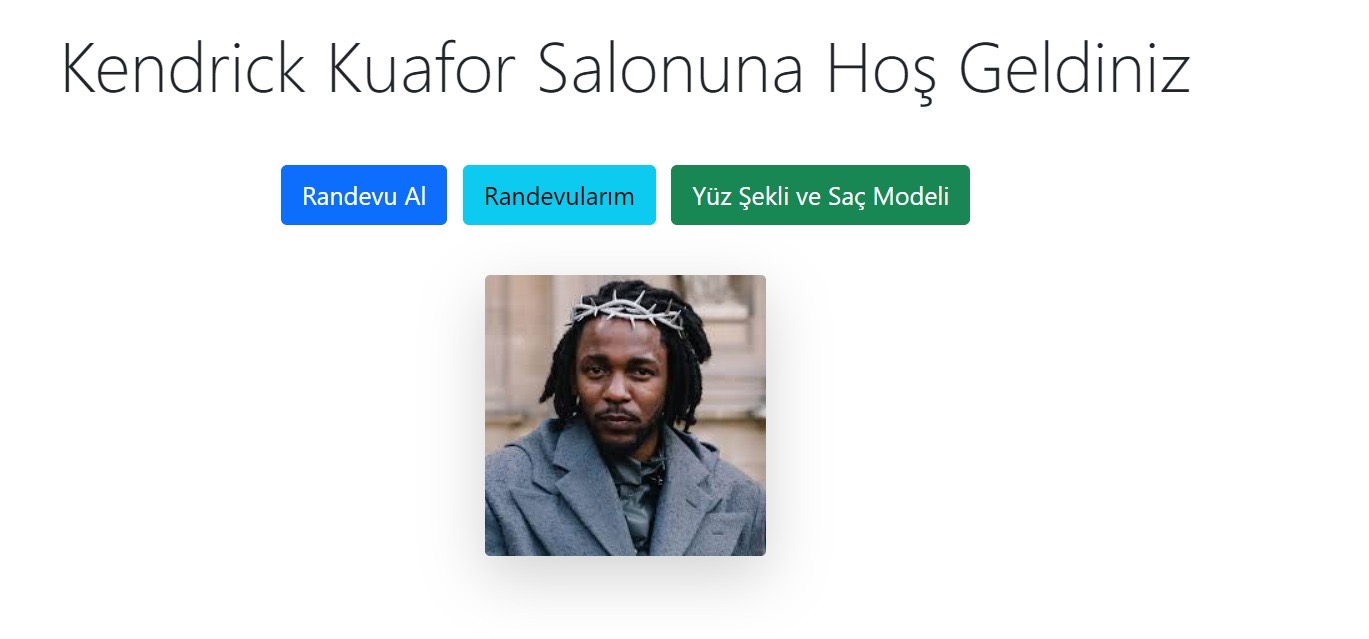 Kendrick Kuafor Salonuna Hoş Geldiniz
Randevu Al Randevularım Yüz Şekli ve Saç Modeli